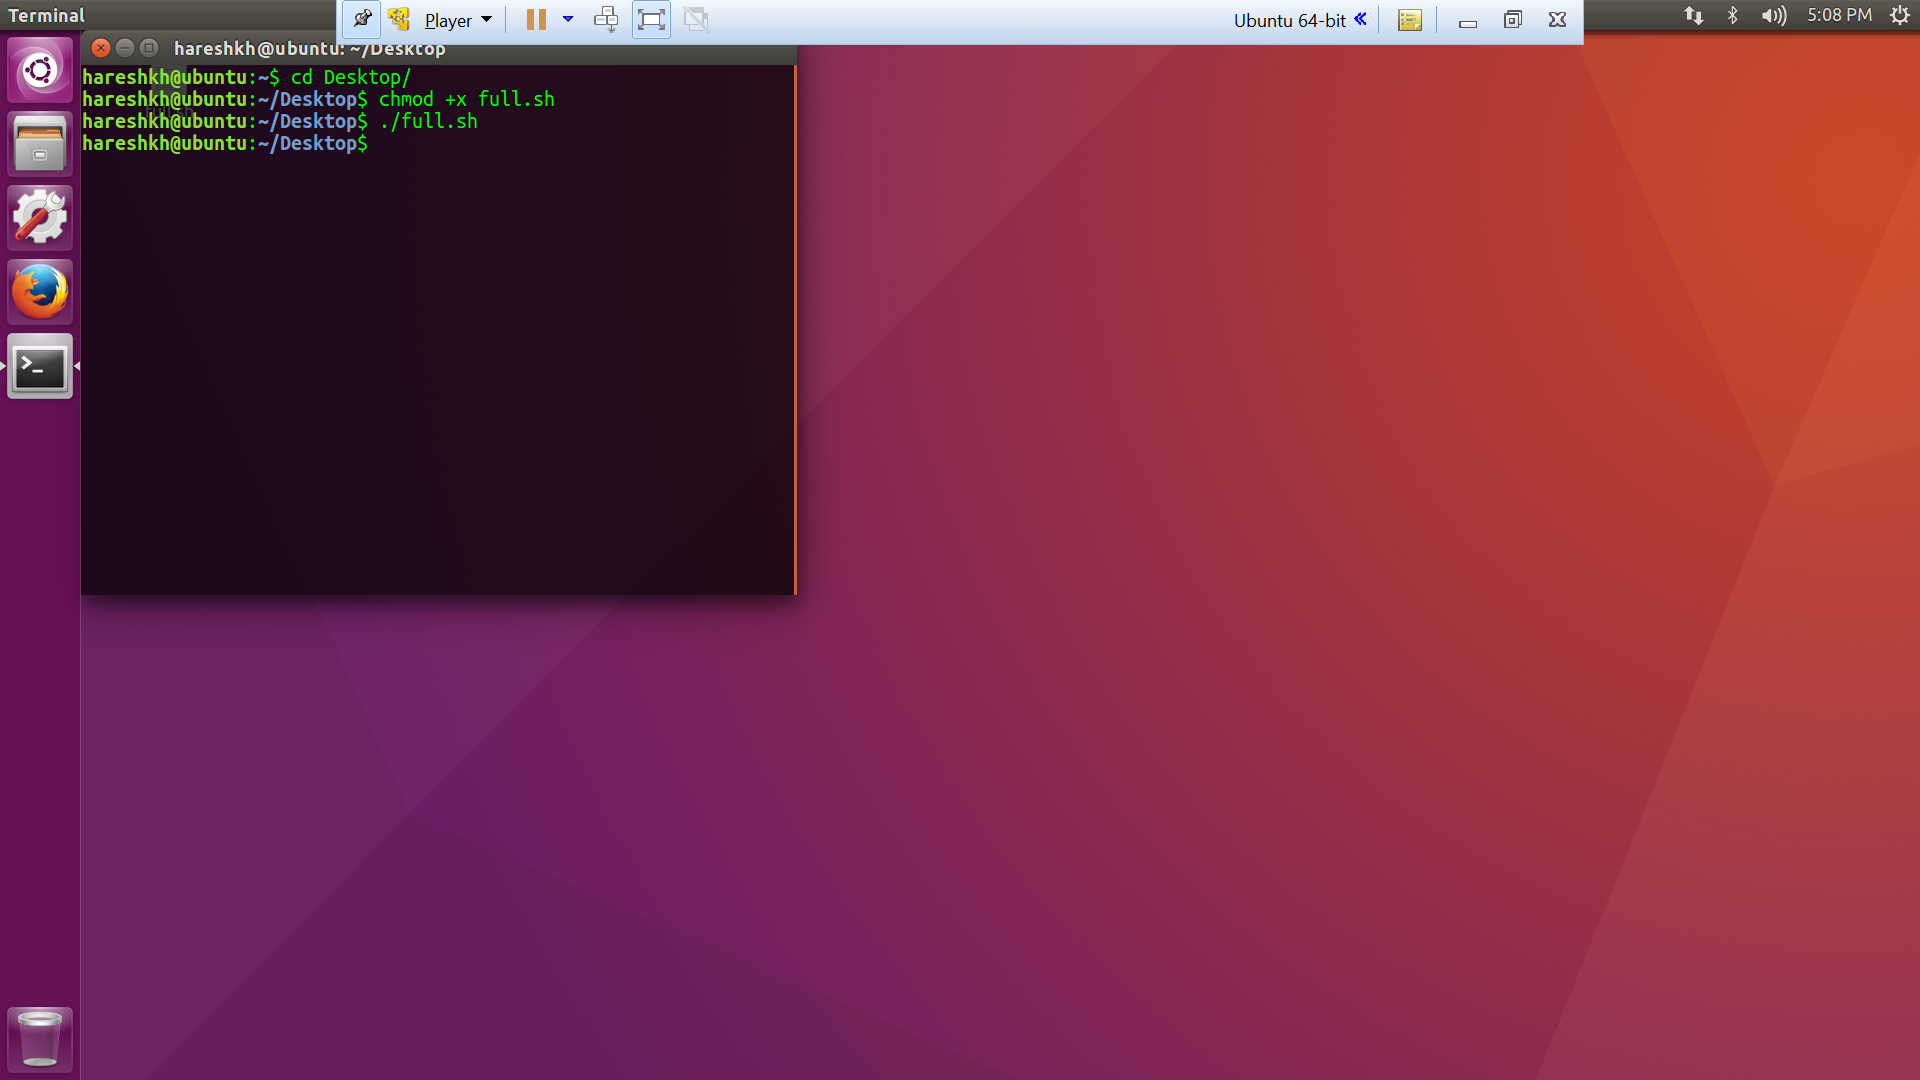 Terminal
Player
Ubuntu 64-bit
5:08 PM
hareshkh@ubuntu: ~/Desktop
hareshkh@ubuntu:~$ cd Desktop/
hareshkh@ubuntu:~/Desktop$ chmod +x full.sh
hareshkh@ubuntu:~/Desktop$ ./full.sh
hareshkh@ubuntu:~/Desktop$